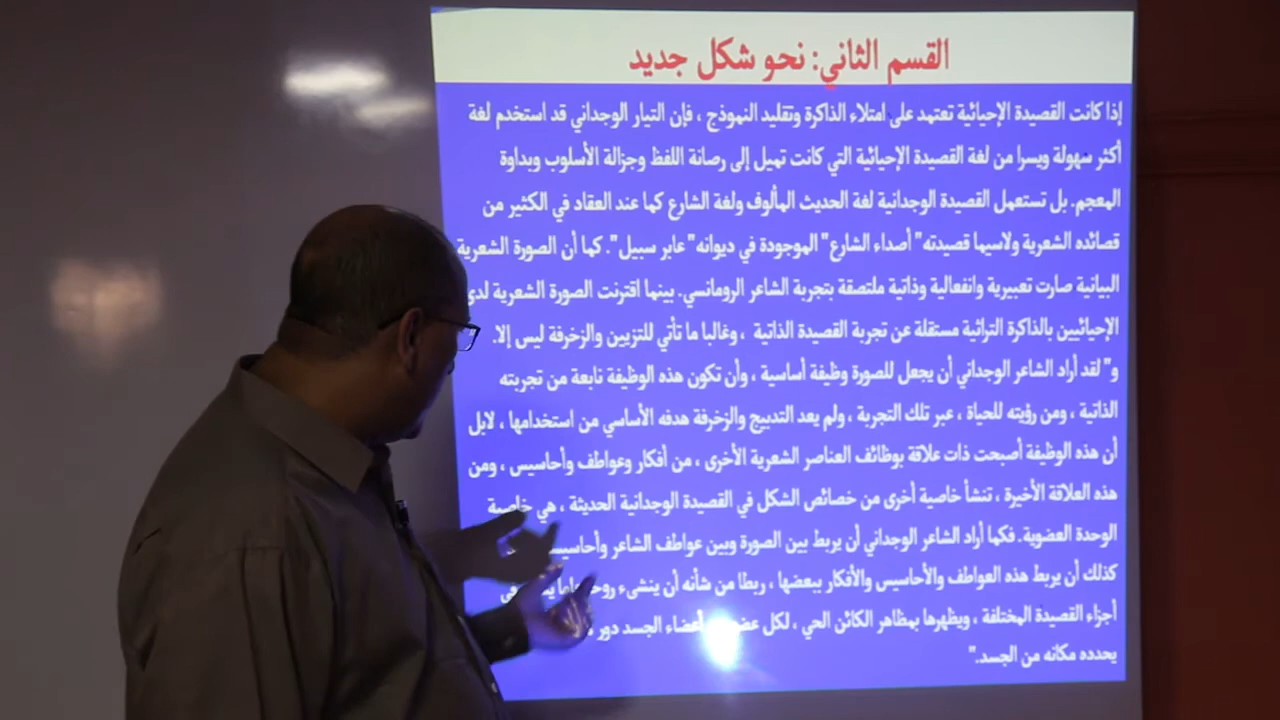 القسم الثاني: نحو شكل جديد
إذا كانت القصيدة الإحيائية تعتمد على امتلاء الذاكرة وتقليد النموذج ، فإن التيار الوجداني قد استخدم لغة
أكثر سهولة ويسرا من لغة القصيدة الإحيائية التي كانت تميل إلى رصانة اللفظ وجزالة الأسلوب وبداوة
المعجم. بل تستعمل القصيدة الوجدانية لغة الحديث المألوف ولغة الشارع كما عند العقاد في الكثير من
قصائده الشعرية ولاسيما قصيدته" أصداء الشارع" الموجودة في ديوانه" عابر سبيل". كما أن الصورة الشعرية
البيانية صارت تعبيرية وانفعالية وذاتية ملتصقة بتجربة الشاعر الرومانسي. بينما اقترنت الصورة الشعرية لدى
الإحيائيين بالذاكرة التراثية مستقلة عن تجربة القصيدة الذاتية ، وغالبا ما تأتي للتزيين والزخرفة ليس إلا.
و" لقد أراد الشاعر الوجداني أن يجعل للصورة وظيفة أساسية ، وأن تكون هذه الوظيفة نابعة من تجربته
الذاتية ، ومن رؤيته للحياة ، عبر تلك التجربة ، ولم يعد التدبيج والزخرفة هدفه الأساسي من استخدامها ، لابل
أن هذه الوظيفة أصبحت ذات علاقة بوظائف العناصر الشعرية الأخرى ، من أفكار وعواطف وأحاسيس ، ومن
هذه العلاقة الأخيرة ، تنشأ خاصية أخرى من خصائص الشكل في القصيدة الوجدانية الحديثة ، هي خاصية
الوحدة العضوية. فكما أراد الشاعر الوجداني أن يربط بين الصورة وبين عواطف الشاعر
كذلك أن يربط هذه العواطف والأحاسيس والأفكار ببعضها ، ربطا من شأنه أن ينشىء
أجزاء القصيدة المختلفة ، ويظهرها بمظاهر الكائن الحي ، لكل أعضاء الجسد دور
يحدده مكانه من الجسد."